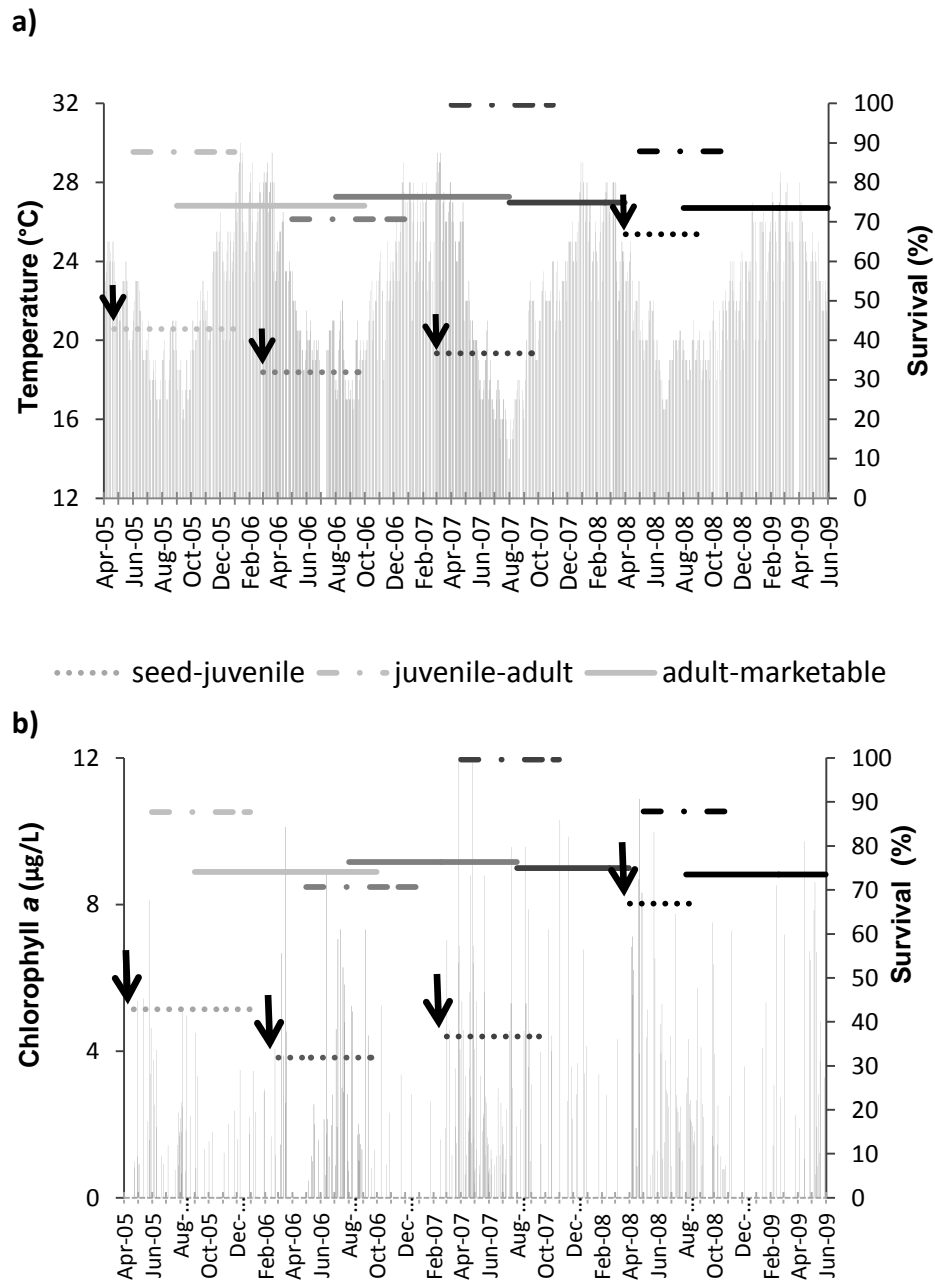 a)
Temperature (°C)
32
28
24
20
16
12
Survival (%)
100
90
80
70
60
50
40
30
20
10
0
Apr-05
Jun-05
Aug-05
Oct-05
Dec-05
Feb-06
Apr-06
Jun-06
Aug-06
Oct-06
Dec-06
Feb-07
Apr-07
Jun-07
Aug-07
Oct-07
Dec-07
Feb-08
Apr-08
Jun-08
Aug-08
Oct-08
Dec-08
Feb-09
Apr-09
Jun-09
seed-juvenile juvenile-adult adult-marketable
b)
Chlorophyll a (µg/L)
12
8
4
0
Survival (%)
100
90
80
70
60
50
40
30
20
10
0
Apr-05
Jun-05
Aug-…
Oct-05
Dec-…
Feb-06
Apr-06
Jun-06
Aug-…
Oct-06
Dec-…
Feb-07
Apr-07
Jun-07
Aug-…
Oct-07
Dec-07
Feb-08
Apr-08
Jun-08
Aug-…
Oct-08
Dec-…
Feb-09
Apr-09
Jun-09